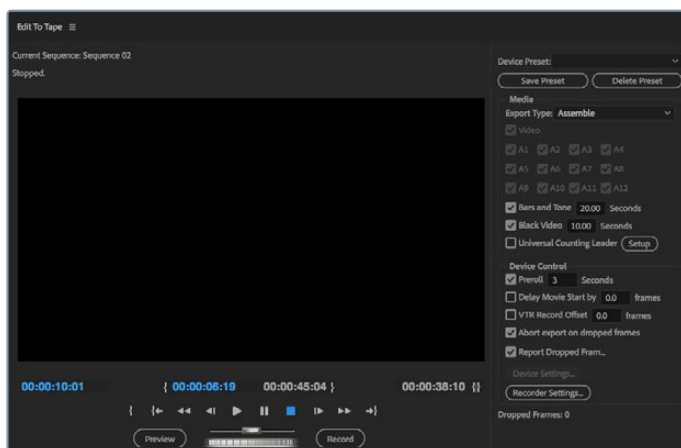 Edit To Tape
Current Sequence: Sequence 02
Stopped.
00:00:10:01
{ 00:00:06:19
00:00:45:04 }
00:00:38:10 {}
Preview
Record
Device Preset:
Save Preset
Delete Preset
Media
Export Type: Assemble
Video
A1 A2 A3 A4
A5 A6 A7 A8
A9 A10 A11 A12
Bars and Tone 20.00 Seconds
Black Video 10.00 Seconds
Universal Counting Leader Setup
Device Control
Preroll 3 Seconds
Delay Movie Start by 0.0 frames
VTR Record Offset 0.0 frames
Abort export on dropped frames
Report Dropped Fram...
Device Settings...
Recorder Settings...
Dropped Frames: 0